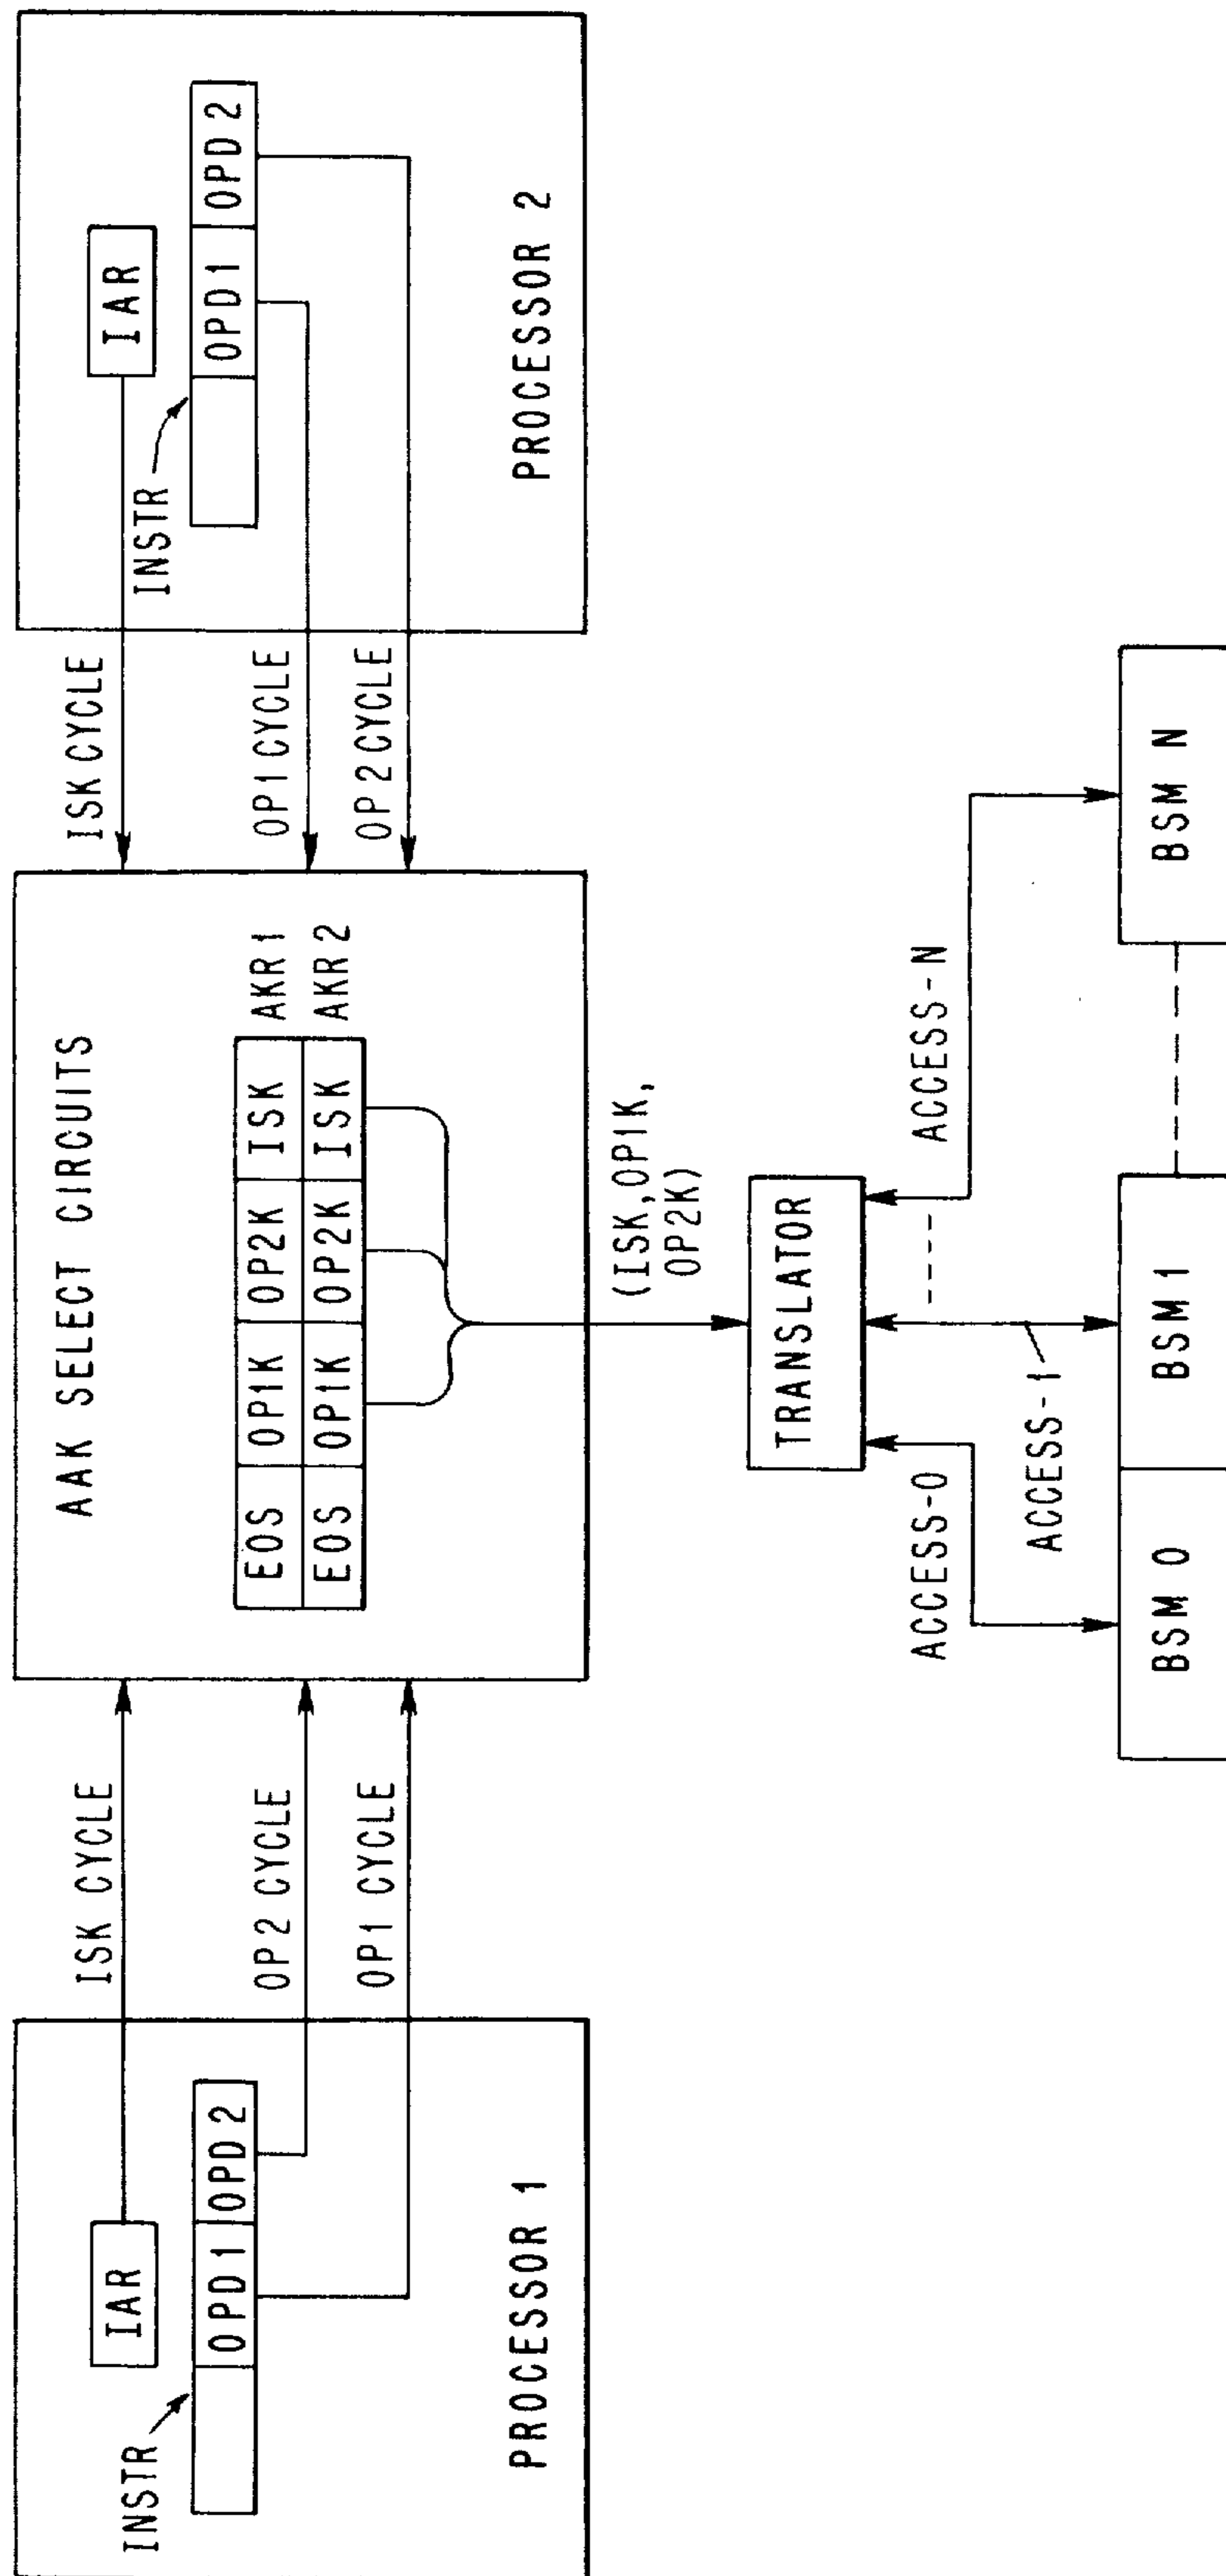 INSTR
IAR
OPD1 OPD2
PROCESSOR 1
ISK CYCLE
OP2 CYCLE
OP1 CYCLE
AAK SELECT CIRCUITS
EOS OP1K OP2K ISK AKR1
EOS OP1K OP2K ISK AKR2
ISK CYCLE
OP1 CYCLE
OP2 CYCLE
INSTR
IAR
OPD1 OPD2
PROCESSOR 2
(ISK,OP1K,
OP2K)
TRANSLATOR
ACCESS-0
ACCESS-1
ACCESS-N
BSM 0
BSM 1
BSM N